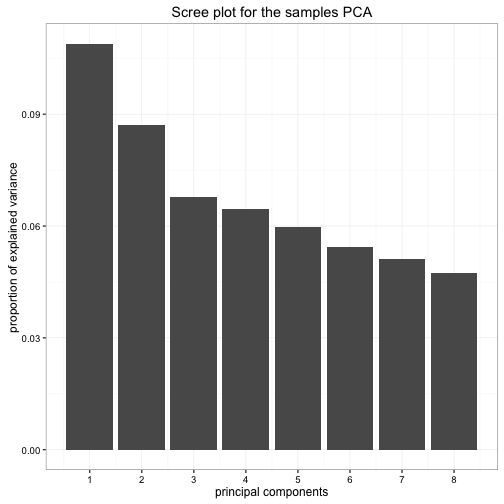 Scree plot for the samples PCA
proportion of explained variance
0.09
0.06
0.03
0.00
1 2 3 4 5 6 7 8
principal components